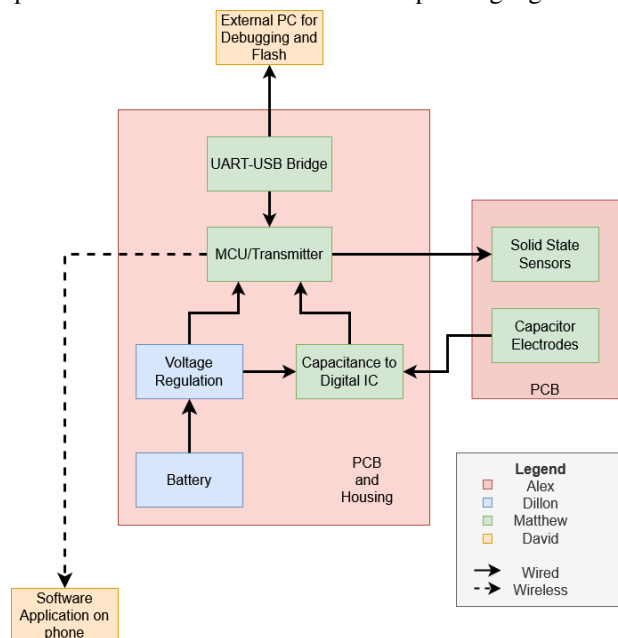 External PC for
Debugging and
Flash
UART-USB Bridge
MCU/Transmitter
Solid State
Sensors
Capacitor
Electrodes
PCB
Voltage
Regulation
Capacitance to
Digital IC
Battery
PCB
and
Housing
Legend
Alex
Dillon
Matthew
David
Wired
Wireless
Software
Application on
phone